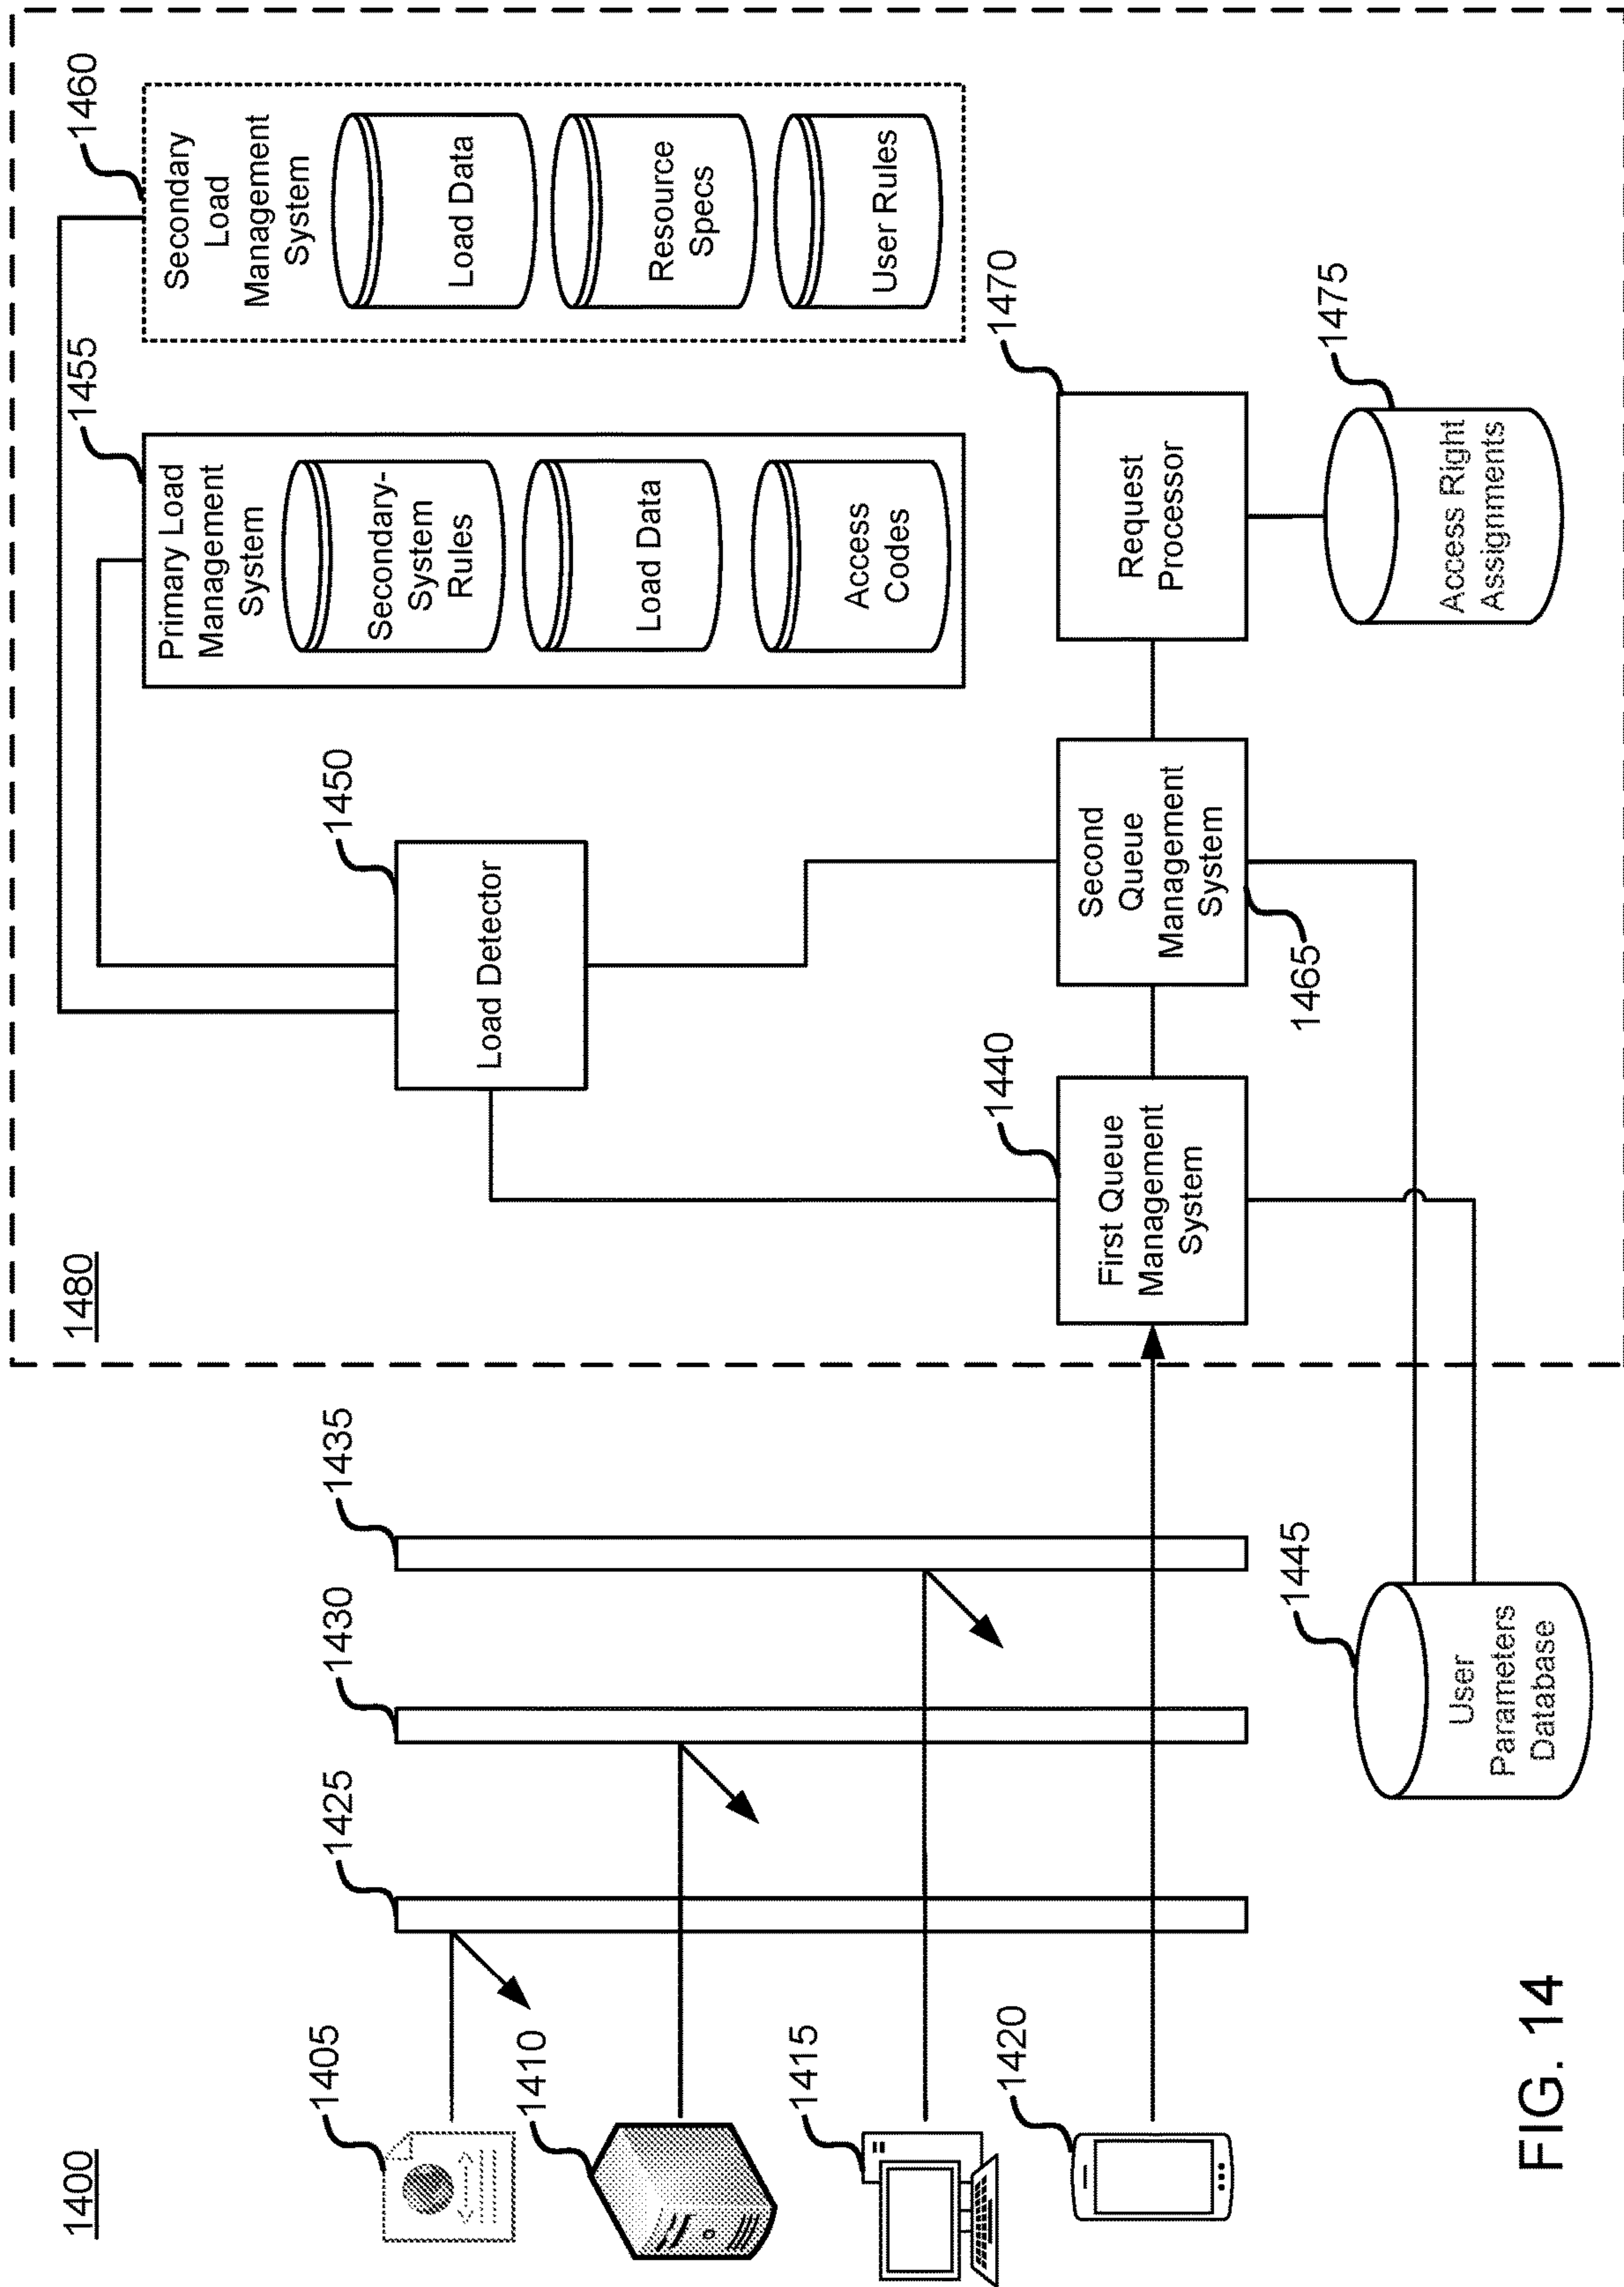 1400
1405
1410
1415
1420
1425
1430
1435
1445
User
Parameters
Database
1480
1440
First Queue
Management
System
1450
Load Detector
1465
Second
Queue
Management
System
1455
Primary Load
Management
System
Secondary-
System
Rules
Load Data
Access
Codes
1460
Secondary
Load
Management
System
Load Data
Resource
Specs
User Rules
1470
Request
Processor
1475
Access Right
Assignments
FIG. 14